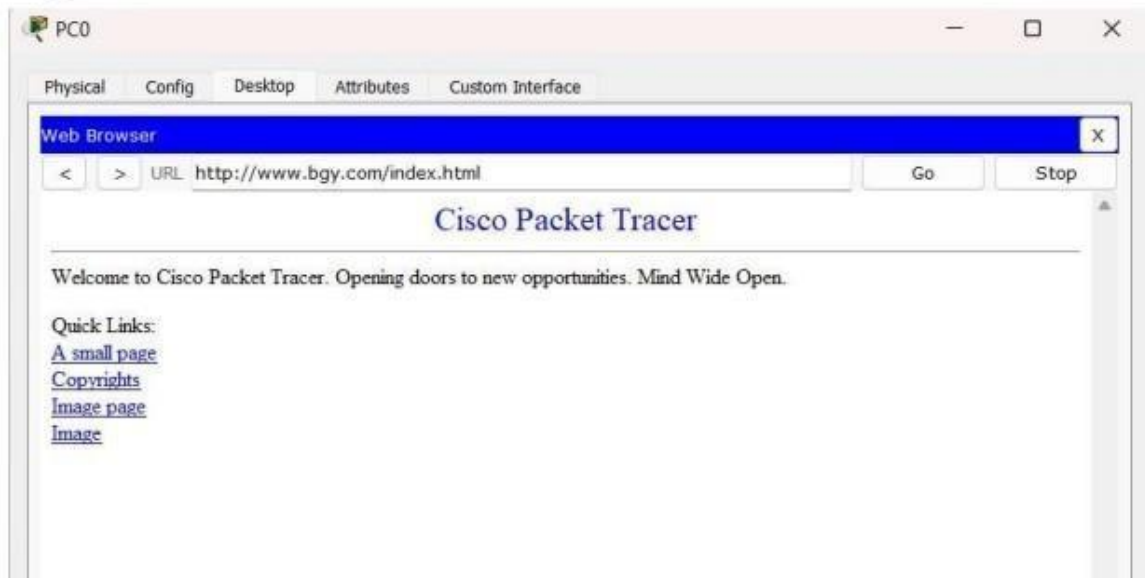 PC0
Physical Config Desktop Attributes Custom Interface
Web Browser X
< > URL http://www.bgy.com/index.html Go Stop
Cisco Packet Tracer
Welcome to Cisco Packet Tracer. Opening doors to new opportunities. Mind Wide Open.
Quick Links:
A small page
Copyrights
Image page
Image